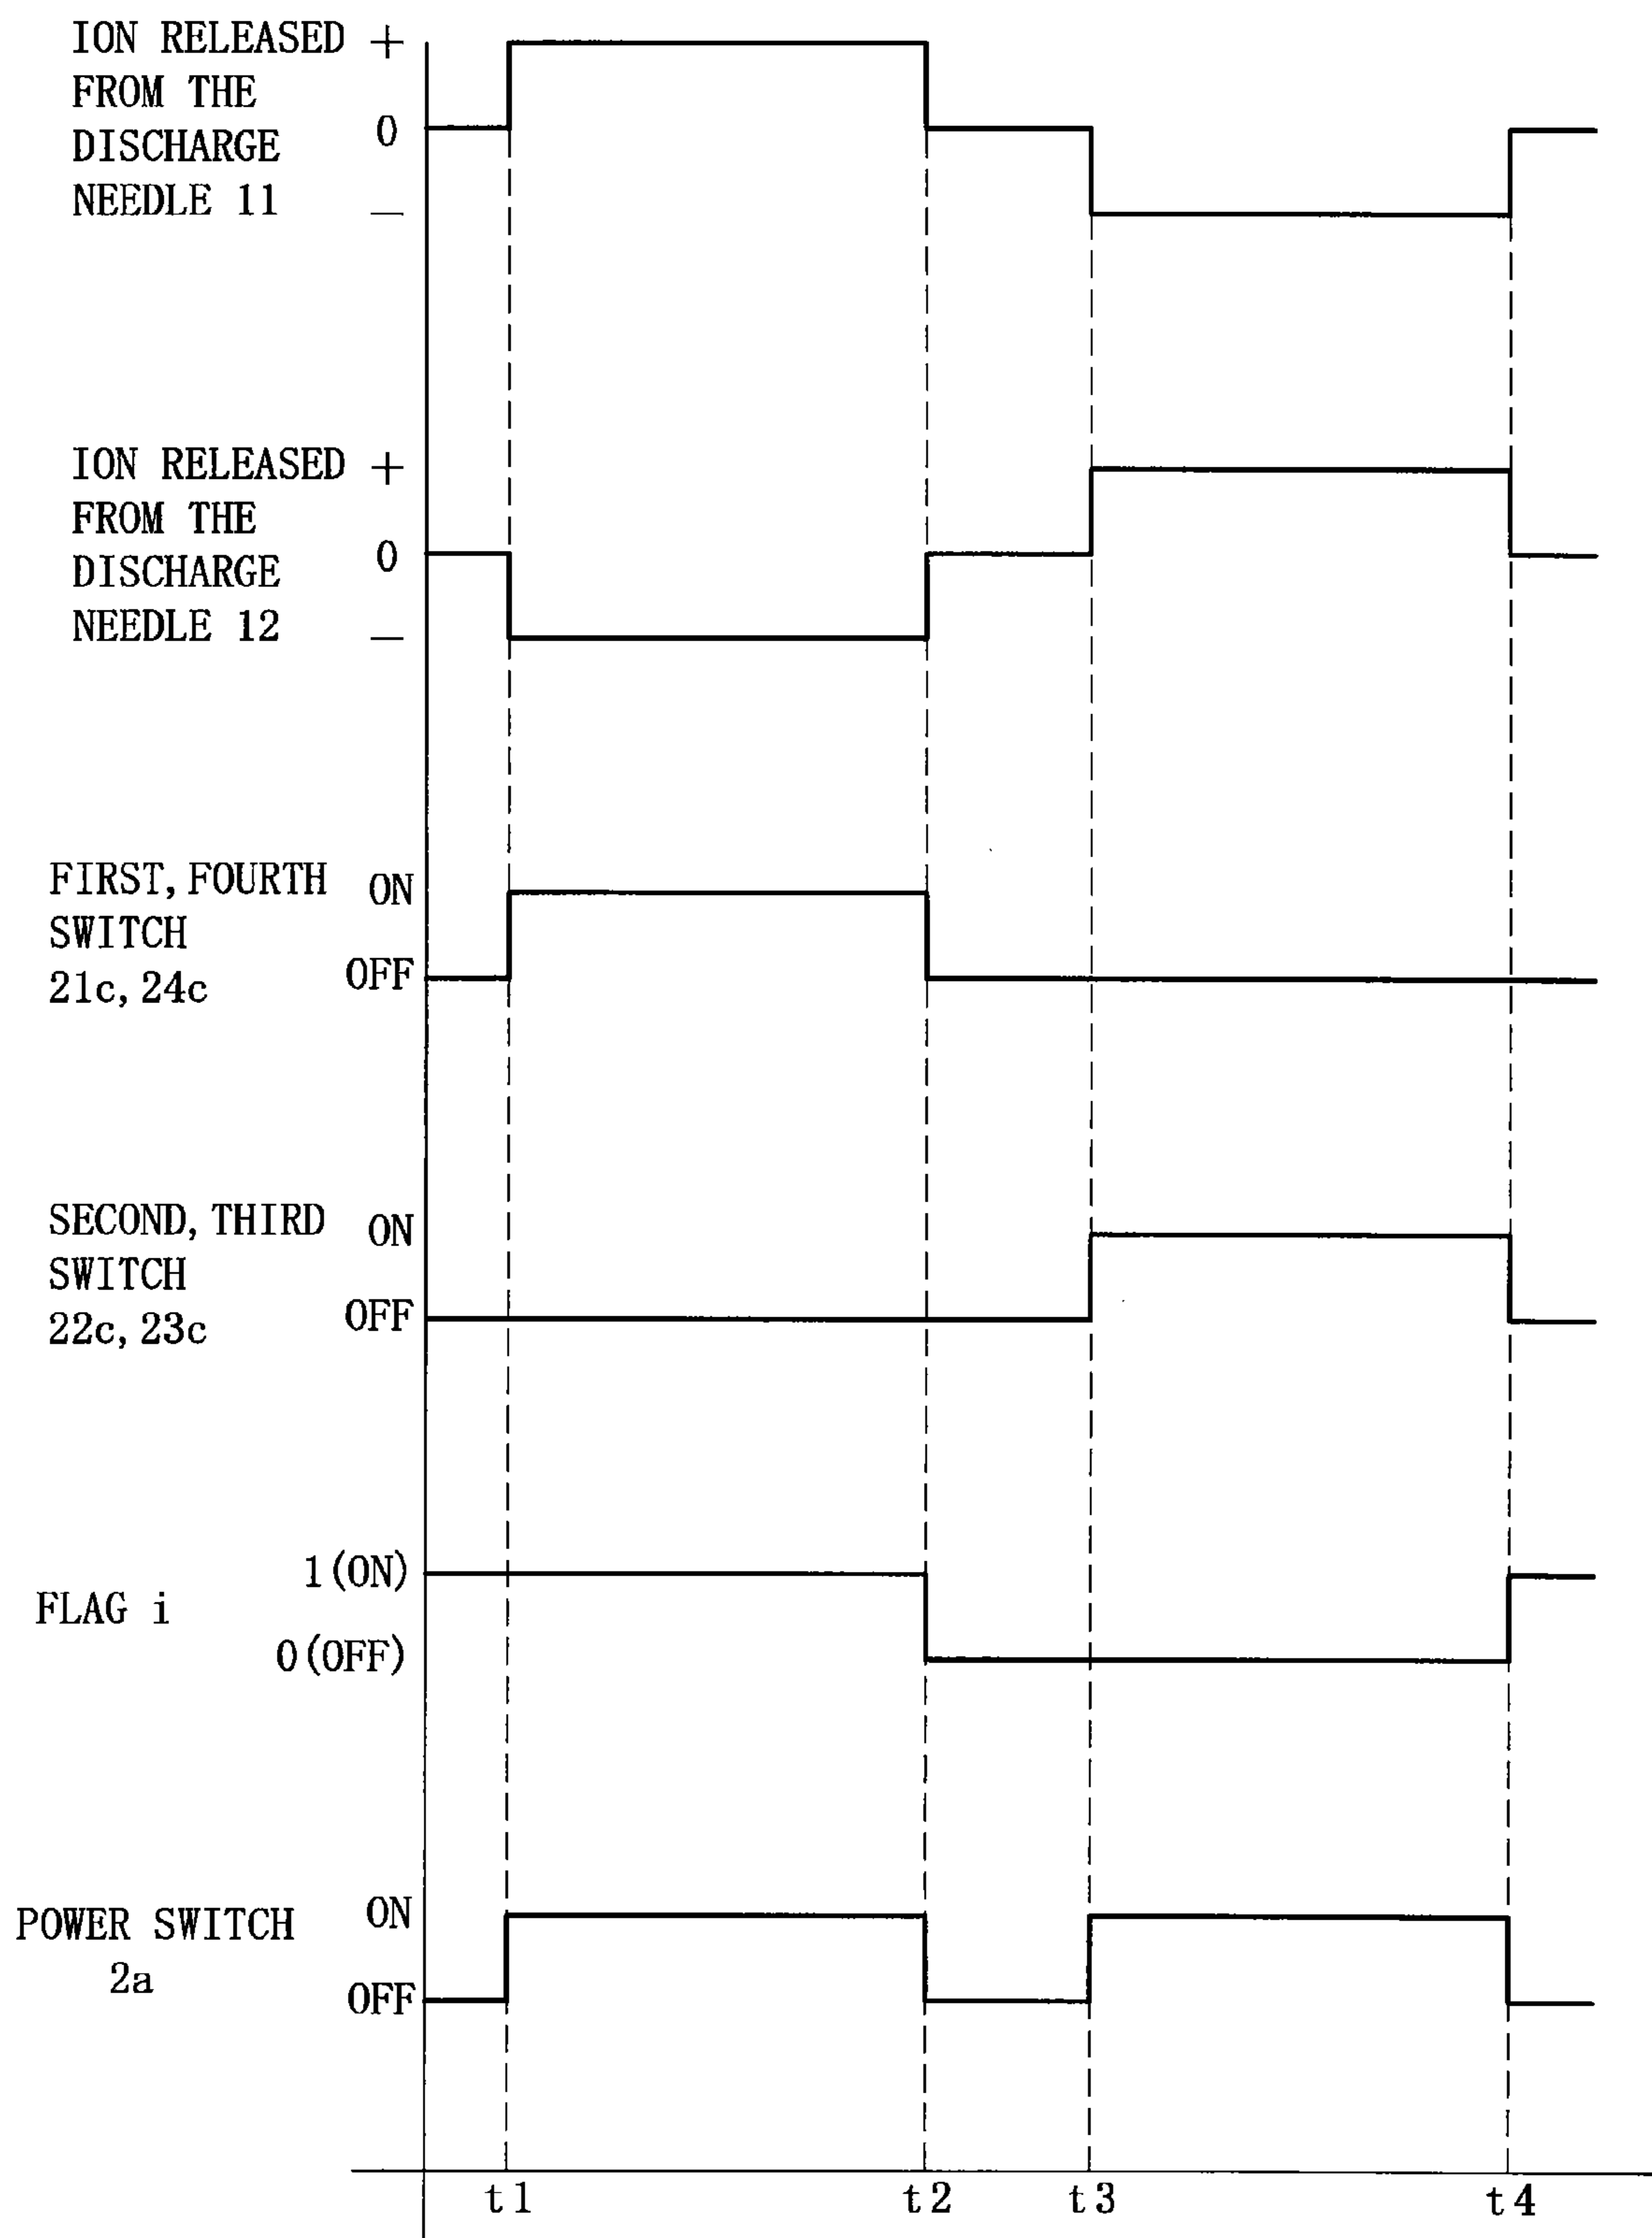 ION RELEASED +
FROM THE
DISCHARGE 0
NEEDLE 11 −
ION RELEASED +
FROM THE
DISCHARGE 0
NEEDLE 12 −
FIRST, FOURTH ON
SWITCH
21c, 24c OFF
SECOND, THIRD ON
SWITCH
22c, 23c OFF
1(ON)
FLAG i
0(OFF)
POWER SWITCH ON
2a OFF
t1 t2 t3 t4